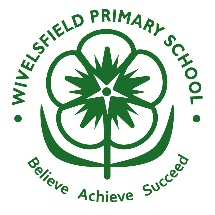 WIVELSFIELD PRIMARY SCHOOL
Believe Achieve Succeed